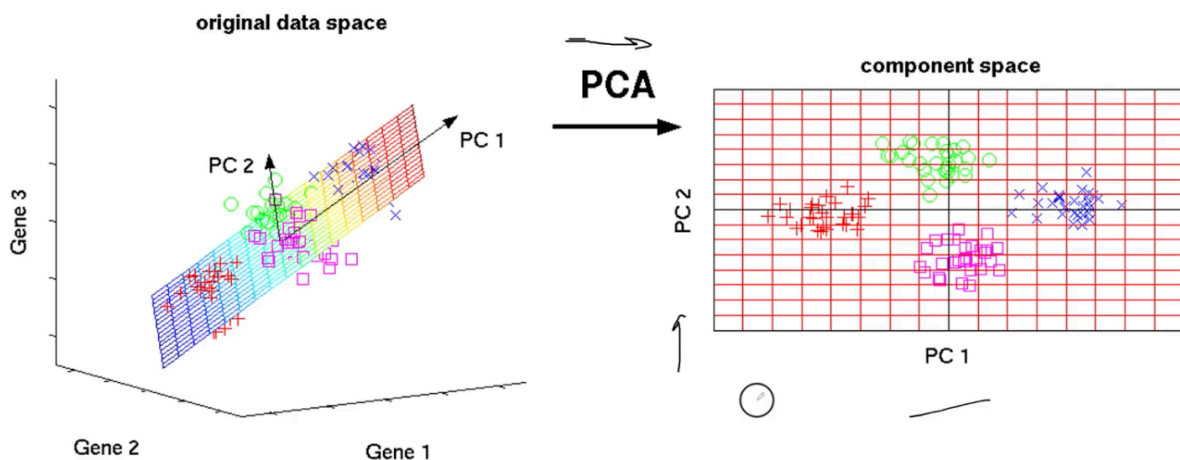 original data space
PCA
component space
PC 1
PC 2
Gene 3
PC 2
PC 1
Gene 2
Gene 1